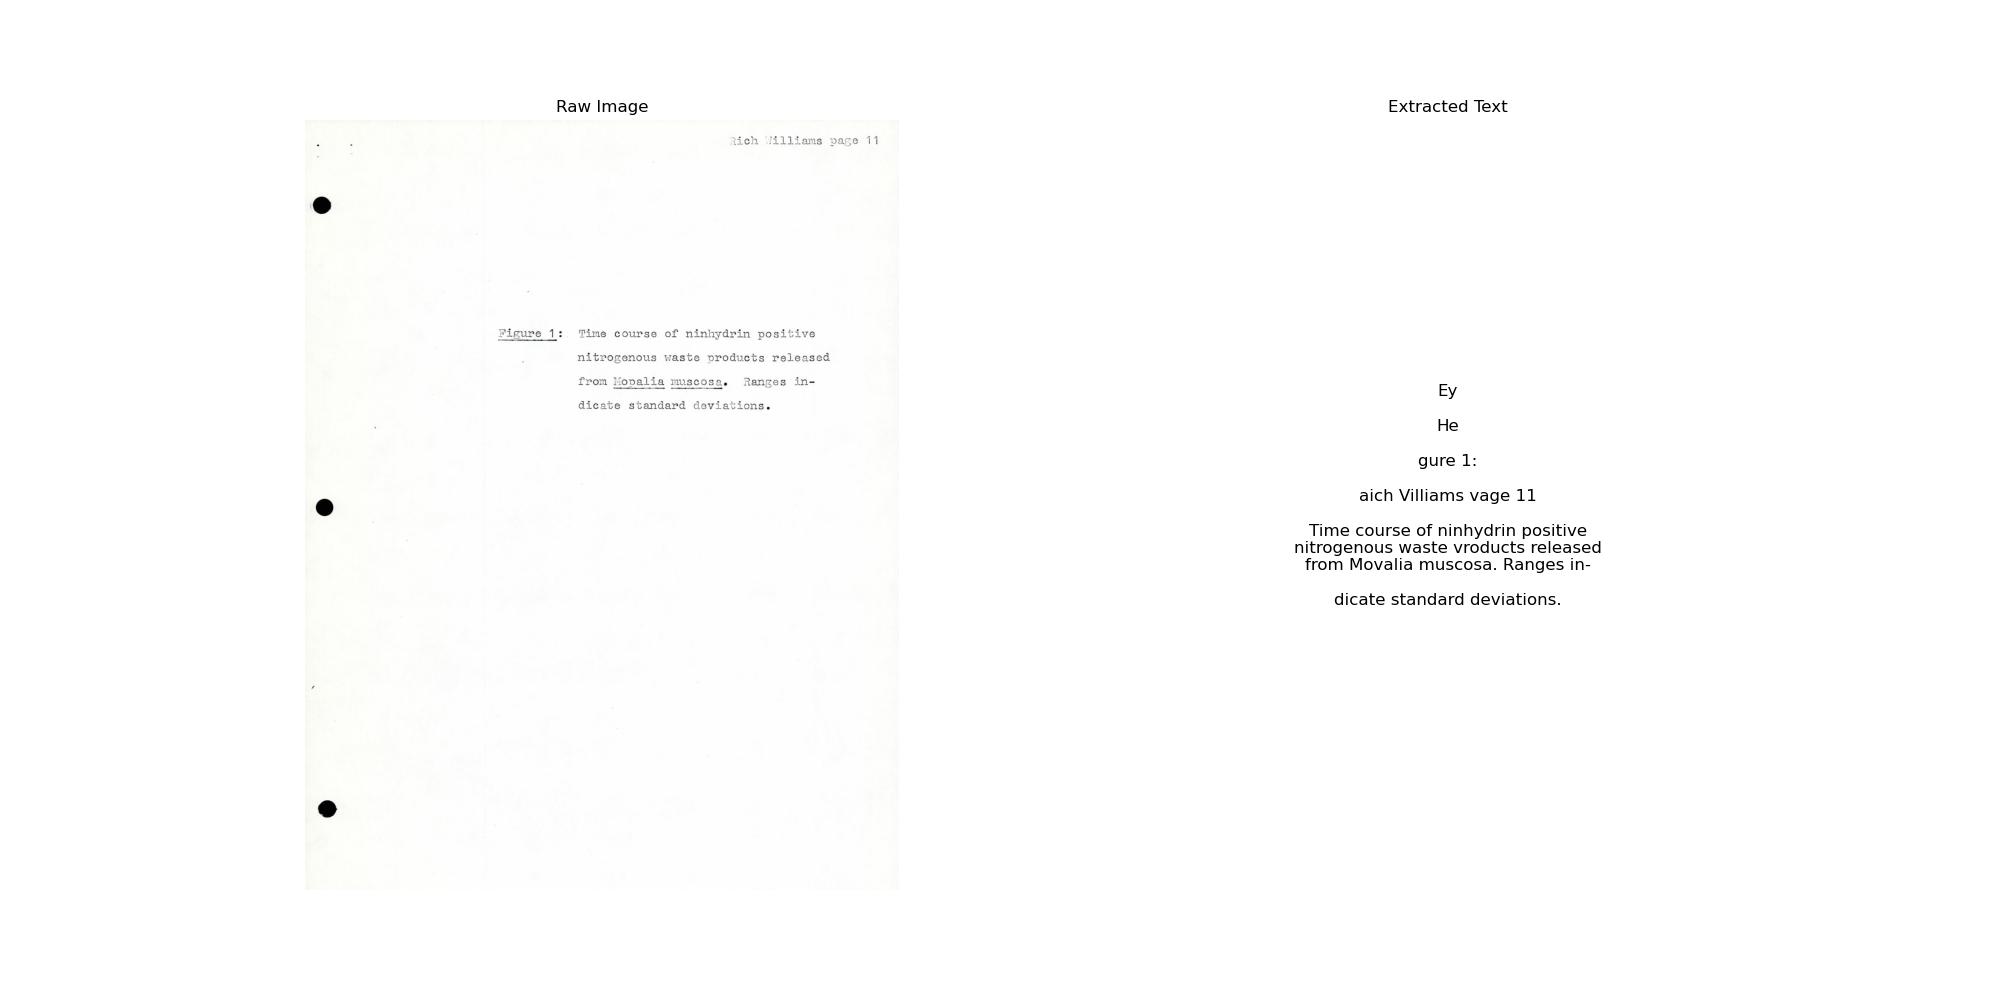 Raw Image
Rich Williams page 11
Figure 1: Time course of ninhydrin positive
nitrogenous waste products released
from Mopalia muscosa. Ranges in-
dicate standard deviations.
Extracted Text
Ey
He
gure 1:
aich Villiams vage 11
Time course of ninhydrin positive
nitrogenous waste vroducts released
from Movalia muscosa. Ranges in-
dicate standard deviations.